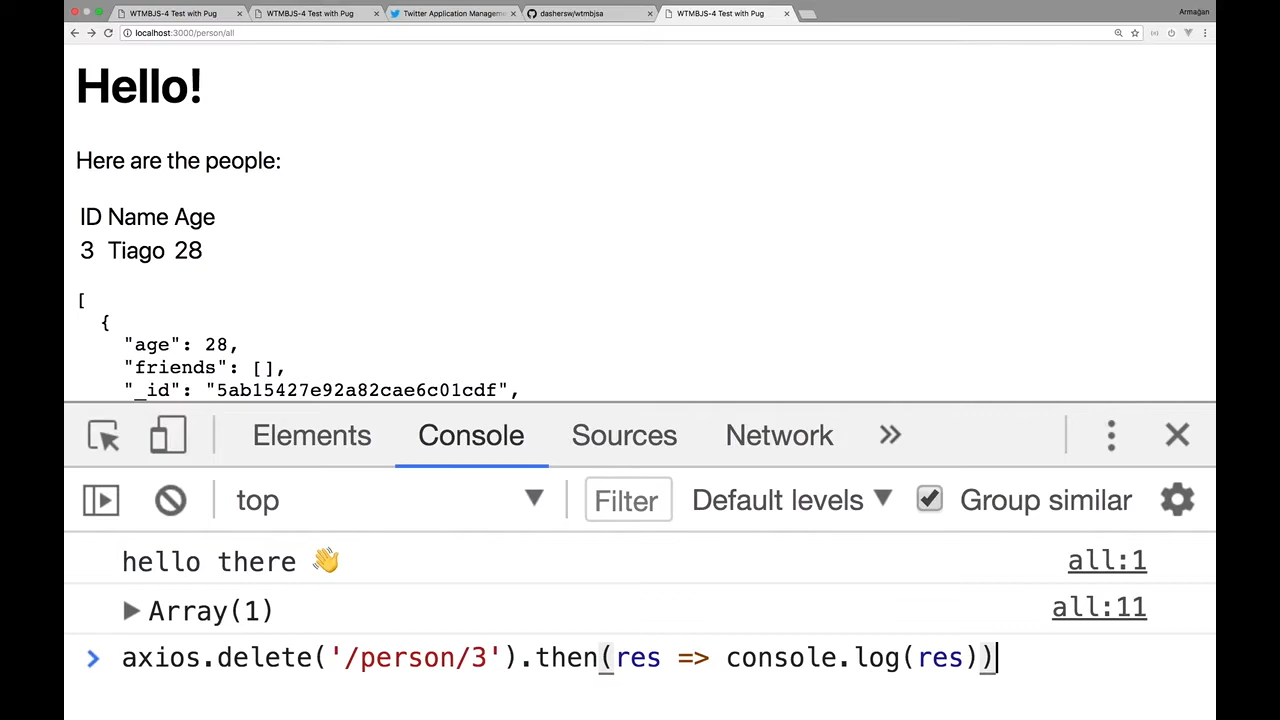 WTMBJS-4 Test with Pug
WTMBJS-4 Test with Pug
Twitter Application Managem
dashersw/wtmbjsa
WTMBJS-4 Test with Pug
Armağan
localhost:3000/person/all
Hello!
Here are the people:
ID Name Age
3 Tiago 28
[
{
"age": 28,
"friends": [],
"_id": "5ab15427e92a82cae6c01cdf",
Elements Console Sources Network »
top Filter Default levels Group similar
hello there 👋 all:1
Array(1) all:11
axios.delete('/person/3').then(res => console.log(res))